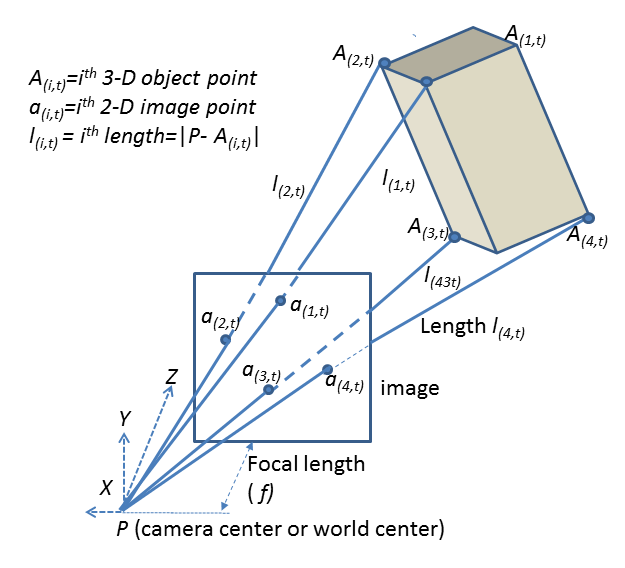 A(1,t)
A(2,t)
A(i,t)=ith 3-D object point
a(i,t)=ith 2-D image point
l(i,t) = ith length=|P- A(i,t)|
l(2,t)
l(1,t)
A(3,t)
A(4,t)
l(43t)
a(1,t)
a(2,t)
Length l(4,t)
a(3,t)
a(4,t)
image
Z
Y
Focal length
( f)
X
P (camera center or world center)